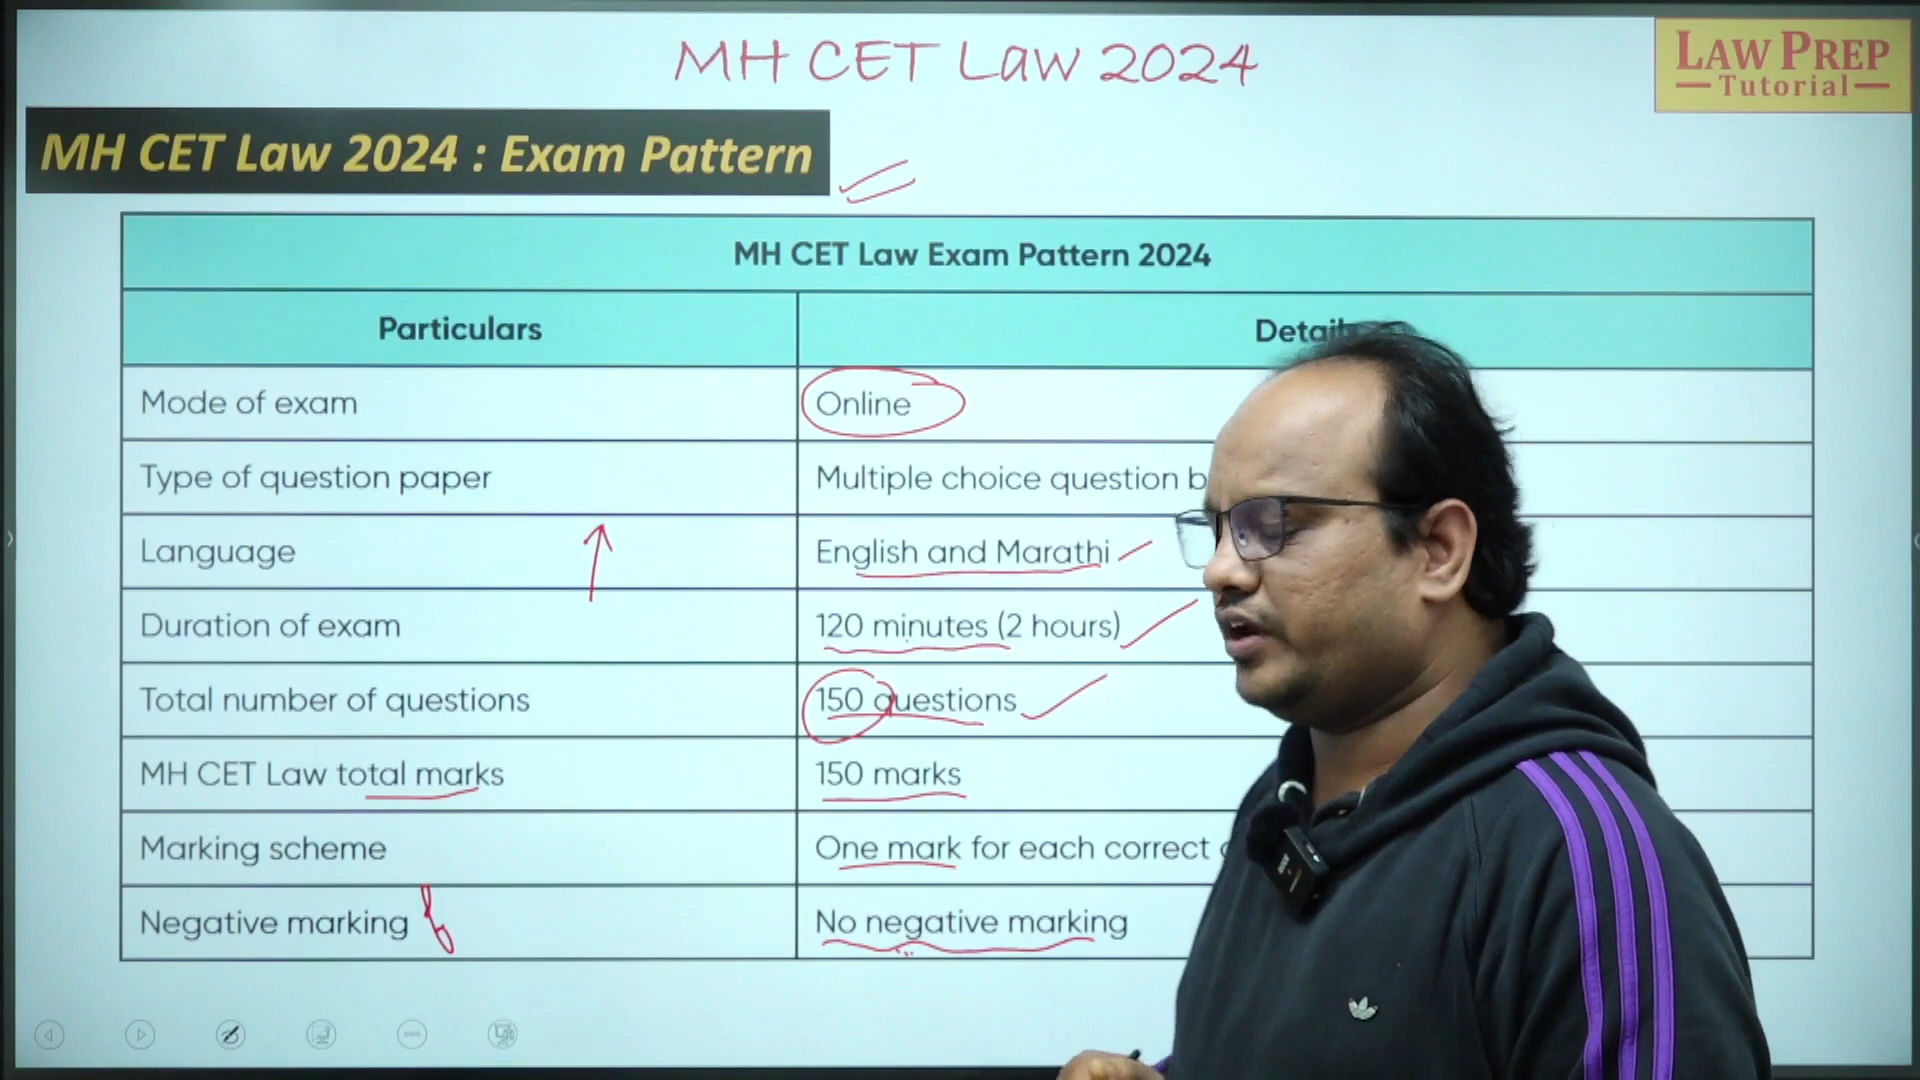 MH CET Law 2024
LAW PREP
Tutorial
MH CET Law 2024 : Exam Pattern
MH CET Law Exam Pattern 2024
Particulars
Mode of exam Online
Type of question paper Multiple choice question
Language English and Marathi
Duration of exam 120 minutes (2 hours)
Total number of questions 150 questions
MH CET Law total marks 150 marks
Marking scheme One mark for each correct
Negative marking No negative marking